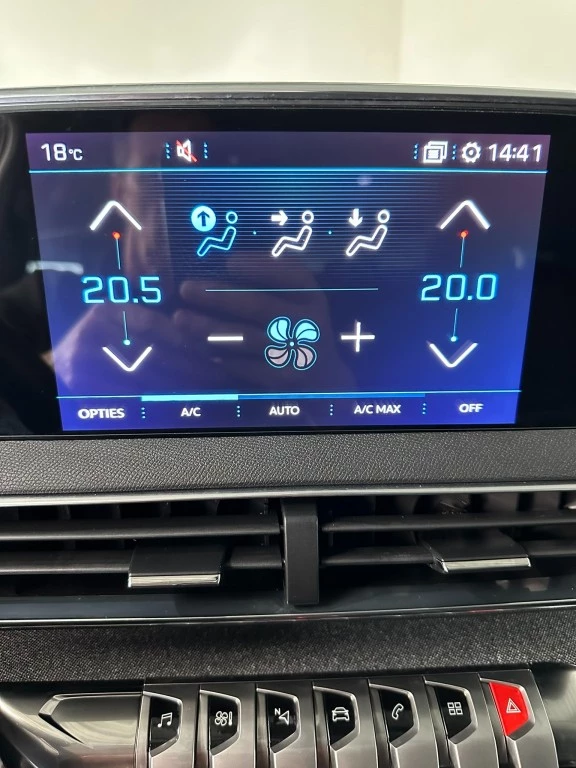 18°C 14:41
20.5 20.0
OPTIES A/C AUTO A/C MAX OFF
N